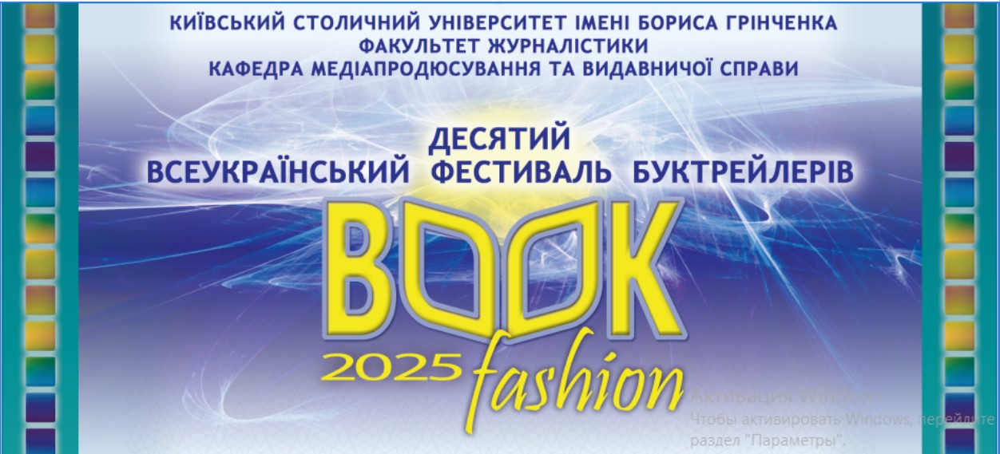 КИЇВСЬКИЙ СТОЛИЧНИЙ УНІВЕРСИТЕТ ІМЕНІ БОРИСА ГРІНЧЕНКА
ФАКУЛЬТЕТ ЖУРНАЛІСТИКИ
КАФЕДРА МЕДІАПРОДЮСУВАННЯ ТА ВИДАВНИЧОЇ СПРАВИ
ДЕСЯТИЙ
ВСЕУКРАЇНСЬКИЙ ФЕСТИВАЛЬ БУКТРЕЙЛЕРІВ
BOOK
2025 fashion
Активация Windows
Чтобы активировать Windows, перейдите
раздел "Параметры".